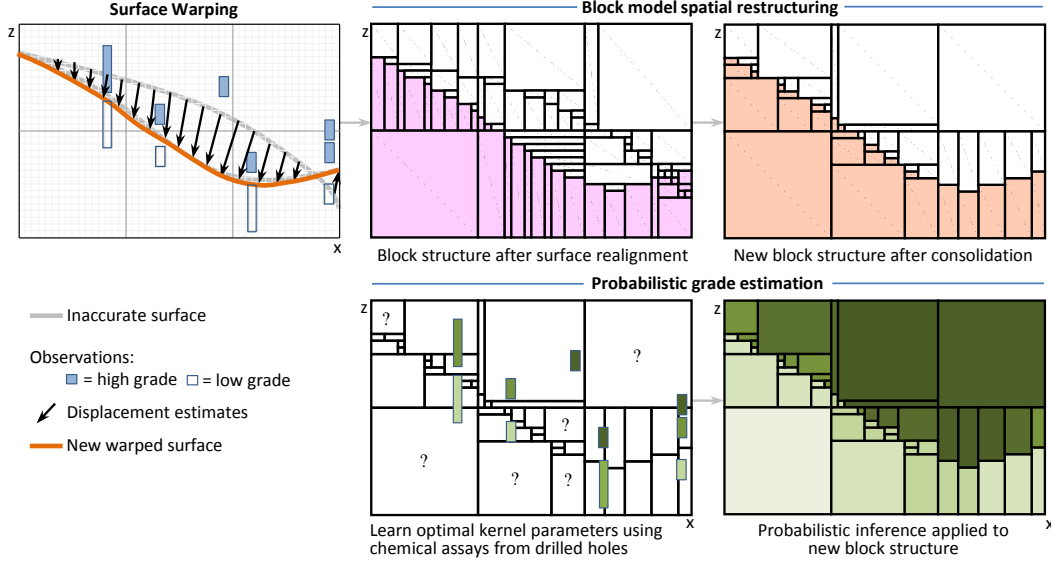 Surface Warping
Block model spatial restructuring
z
z
z
x
Block structure after surface realignment
New block structure after consolidation
Probabilistic grade estimation
Inaccurate surface
Observations:
= high grade
= low grade
Displacement estimates
New warped surface
z
z
?
?
?
?
?
?
x
x
Learn optimal kernel parameters using
chemical assays from drilled holes
Probabilistic inference applied to
new block structure